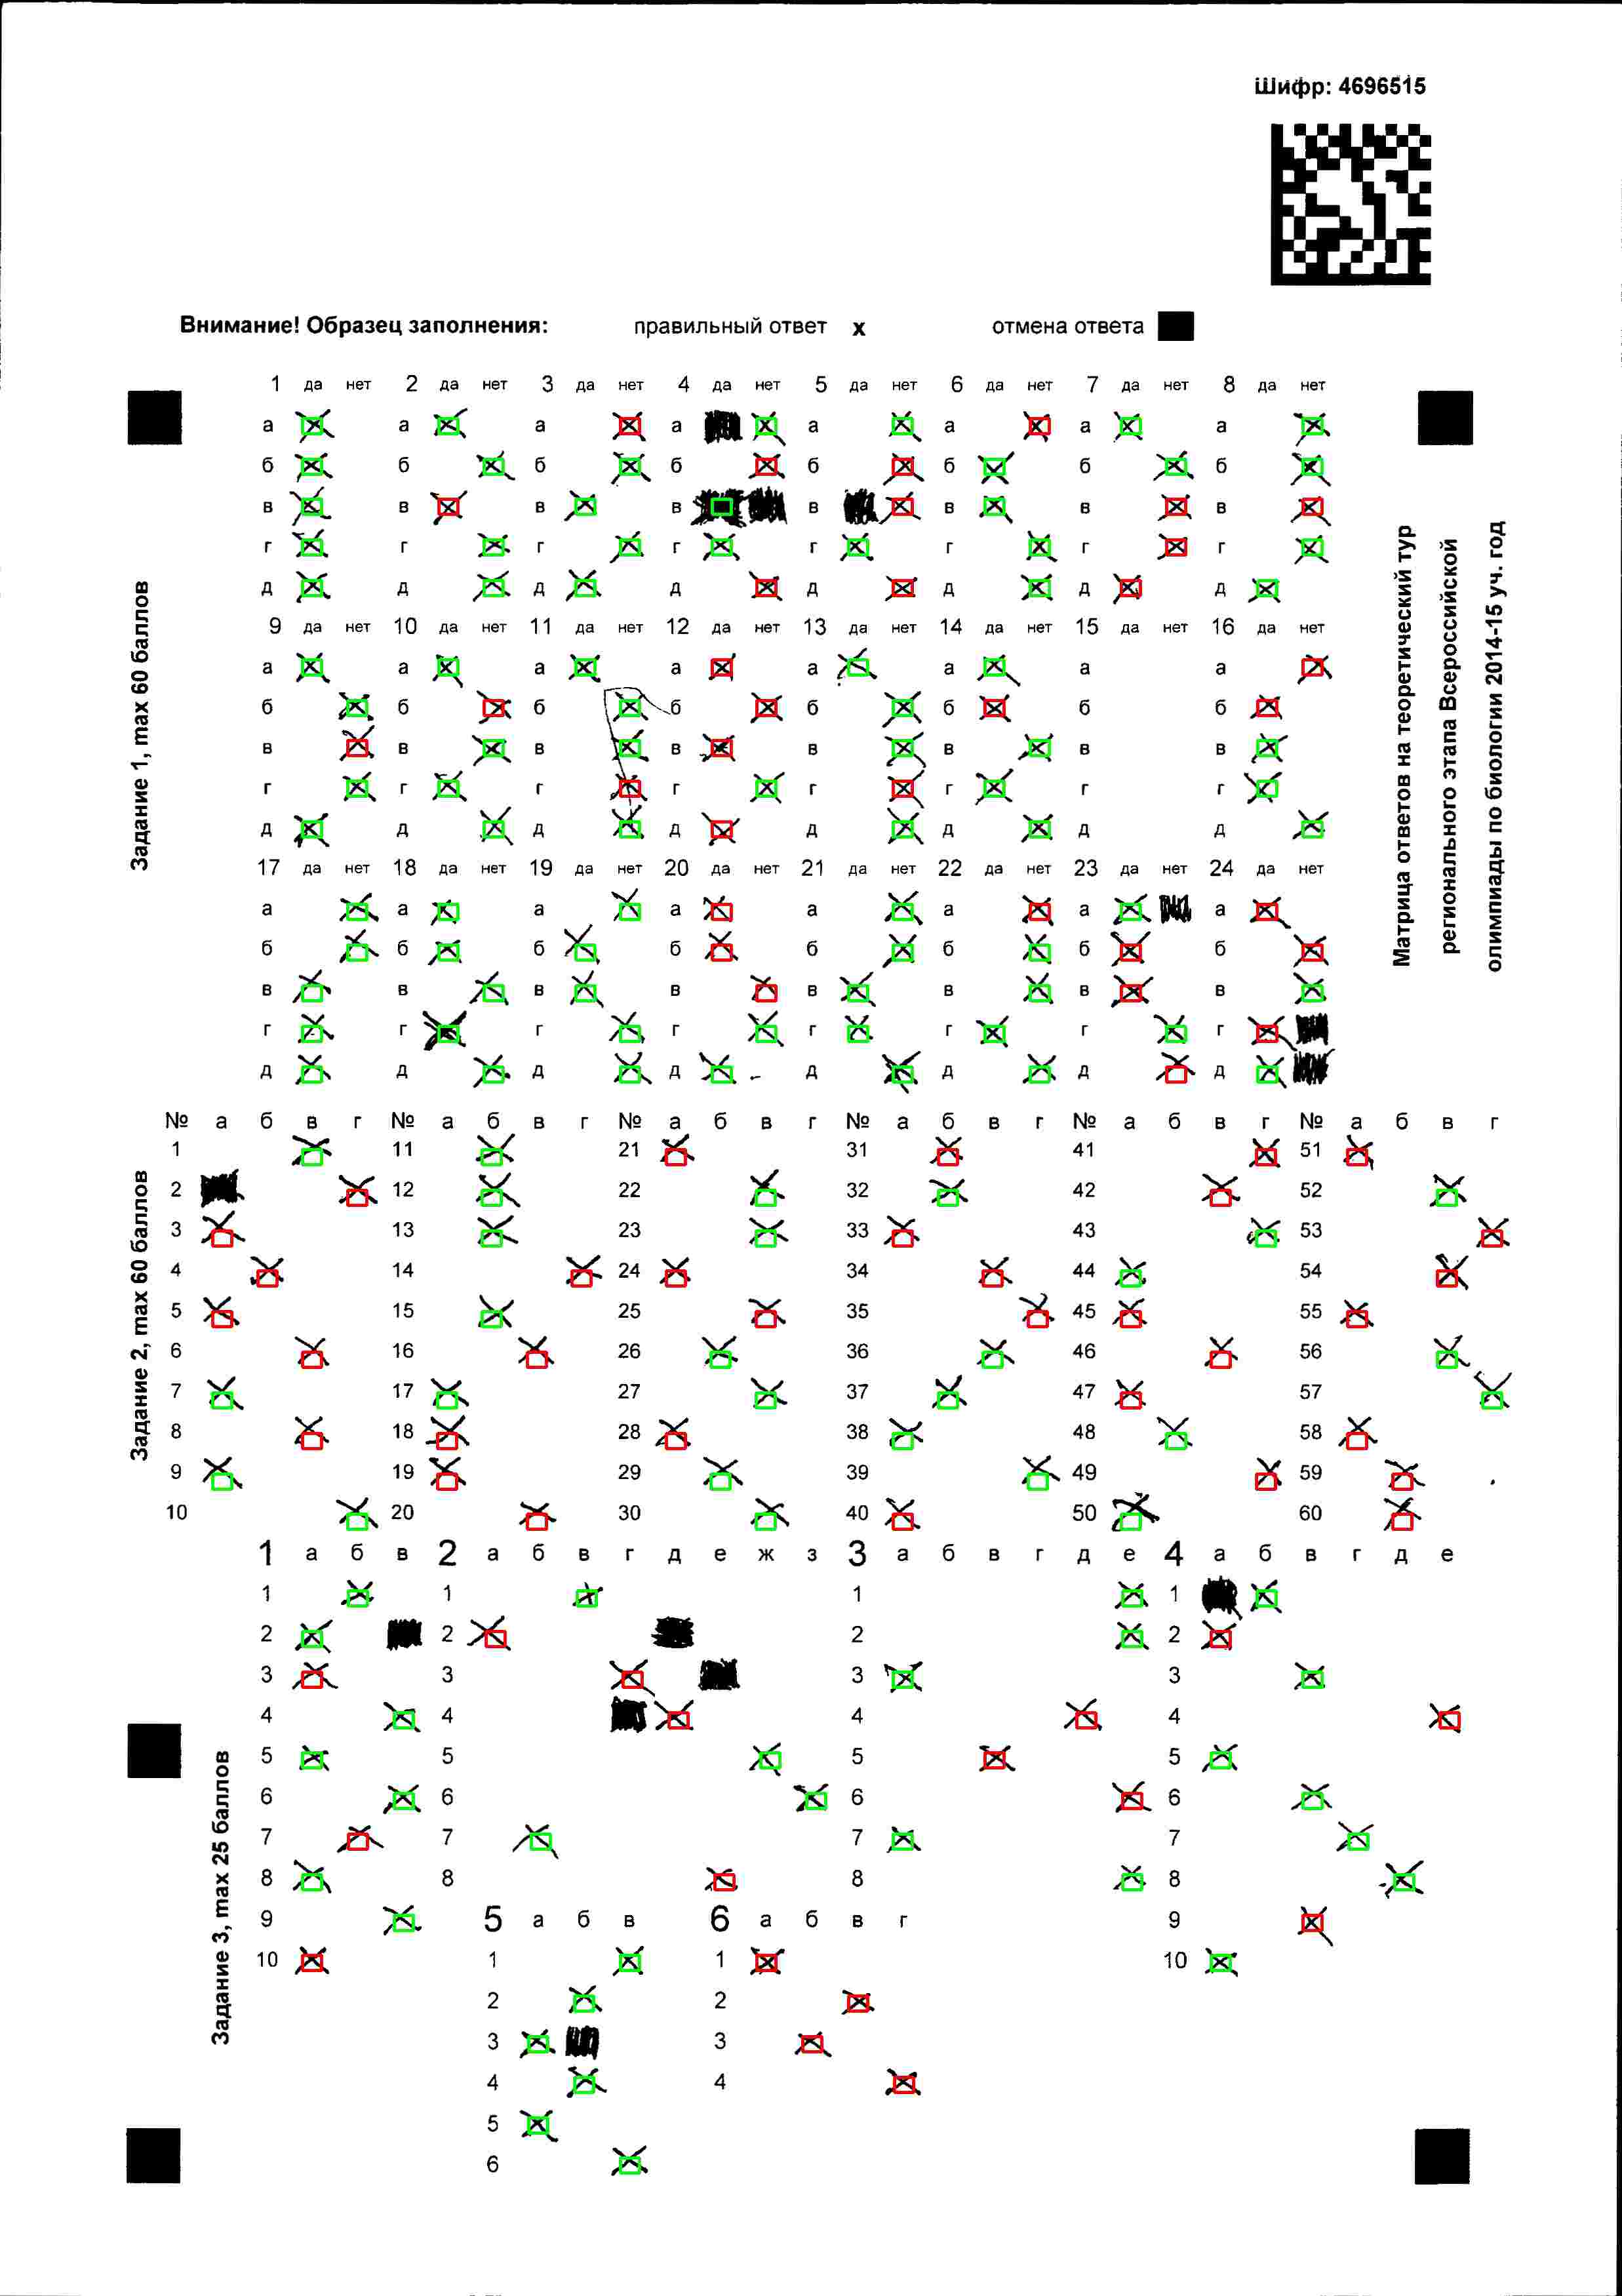 Шифр: 4696515
Внимание! Образец заполнения: правильный ответ х отмена ответа
Матрица ответов на теоретический тур
регионального этапа Всероссийской
олимпиады по биологии 2014-15 уч. год
Задание 1, max 60 баллов
1 да нет 2 да нет 3 да нет 4 да нет 5 да нет 6 да нет 7 да нет 8 да нет
а а а а а а а а
б б б б б б б б
в в в в в в в в
г г г г г г г г
д д д д д д д д
9 да нет 10 да нет 11 да нет 12 да нет 13 да нет 14 да нет 15 да нет 16 да нет
а а а а а а а а
б б б б б б б б
в в в в в в в в
г г г г г г г г
д д д д д д д д
17 да нет 18 да нет 19 да нет 20 да нет 21 да нет 22 да нет 23 да нет 24 да нет
а а а а а а а а
б б б б б б б б
в в в в в в в в
г г г г г г г г
д д д д д д д д
Задание 2, max 60 баллов
№ а б в г № а б в г № а б в г № а б в г № а б в г № а б в г
1 11 21 31 41 51
2 12 22 32 42 52
3 13 23 33 43 53
4 14 24 34 44 54
5 15 25 35 45 55
6 16 26 36 46 56
7 17 27 37 47 57
8 18 28 38 48 58
9 19 29 39 49 59
10 20 30 40 50 60
Задание 3, max 25 баллов
1 а б в 2 а б в г д е ж з 3 а б в г д е 4 а б в г д е
1 1 1 1
2 2 2 2
3 3 3 3
4 4 4 4
5 5 5 5
6 6 6 6
7 7 7 7
8 8 8 8
9 5 а б в 6 а б в г 9
10 1 1 10
2 2
3 3
4 4
5
6